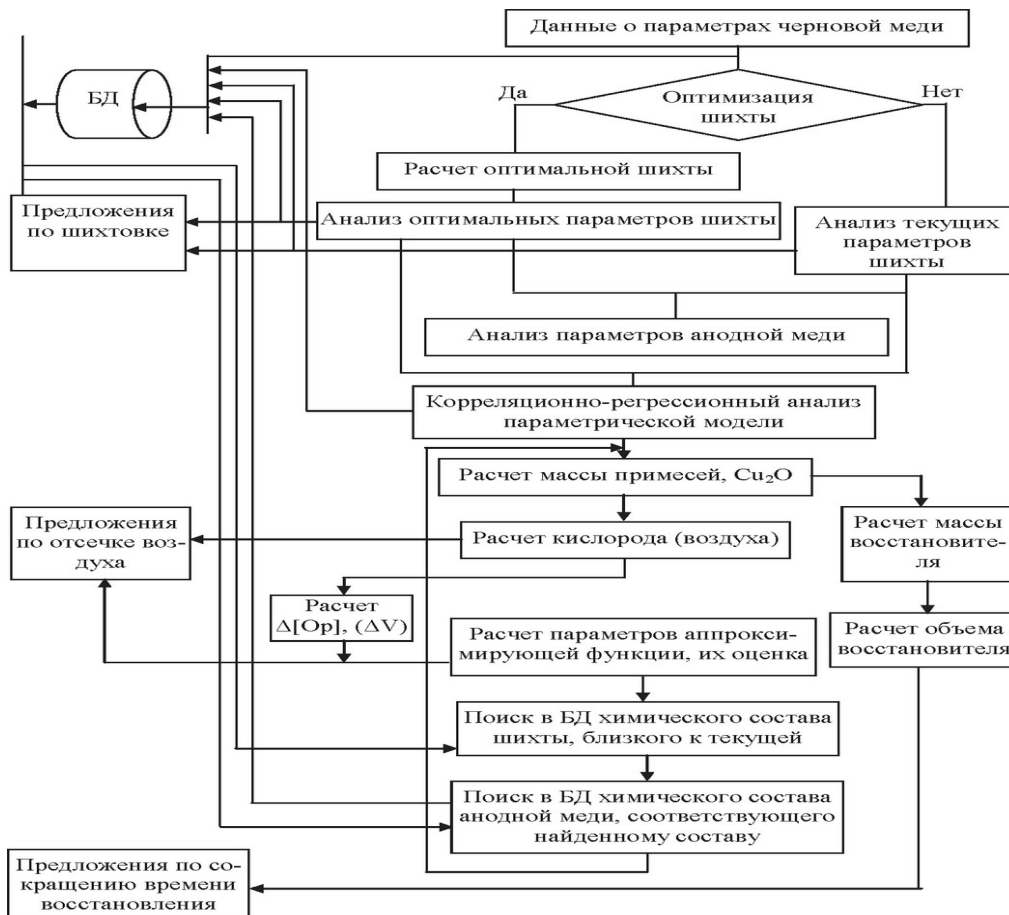 Данные о параметрах черновой меди
БД
Да
Оптимизация
шихты
Нет
Расчет оптимальной шихты
Предложения
по шихтовке
Анализ оптимальных параметров шихты
Анализ текущих
параметров
шихты
Анализ параметров анодной меди
Корреляционно-регрессионный анализ
параметрической модели
Расчет массы примесей, Cu₂O
Предложения
по отсечке воз-
духа
Расчет кислорода (воздуха)
Расчет массы
восстановите-
ля
Расчет
Δ[Ор], (ΔV)
Расчет параметров аппрокси-
мирующей функции, их оценка
Расчет объема
восстановителя
Поиск в БД химического состава
шихты, близкого к текущей
Поиск в БД химического состава
анодной меди, соответствующего
найденному составу
Предложения по со-
кращению времени
восстановления